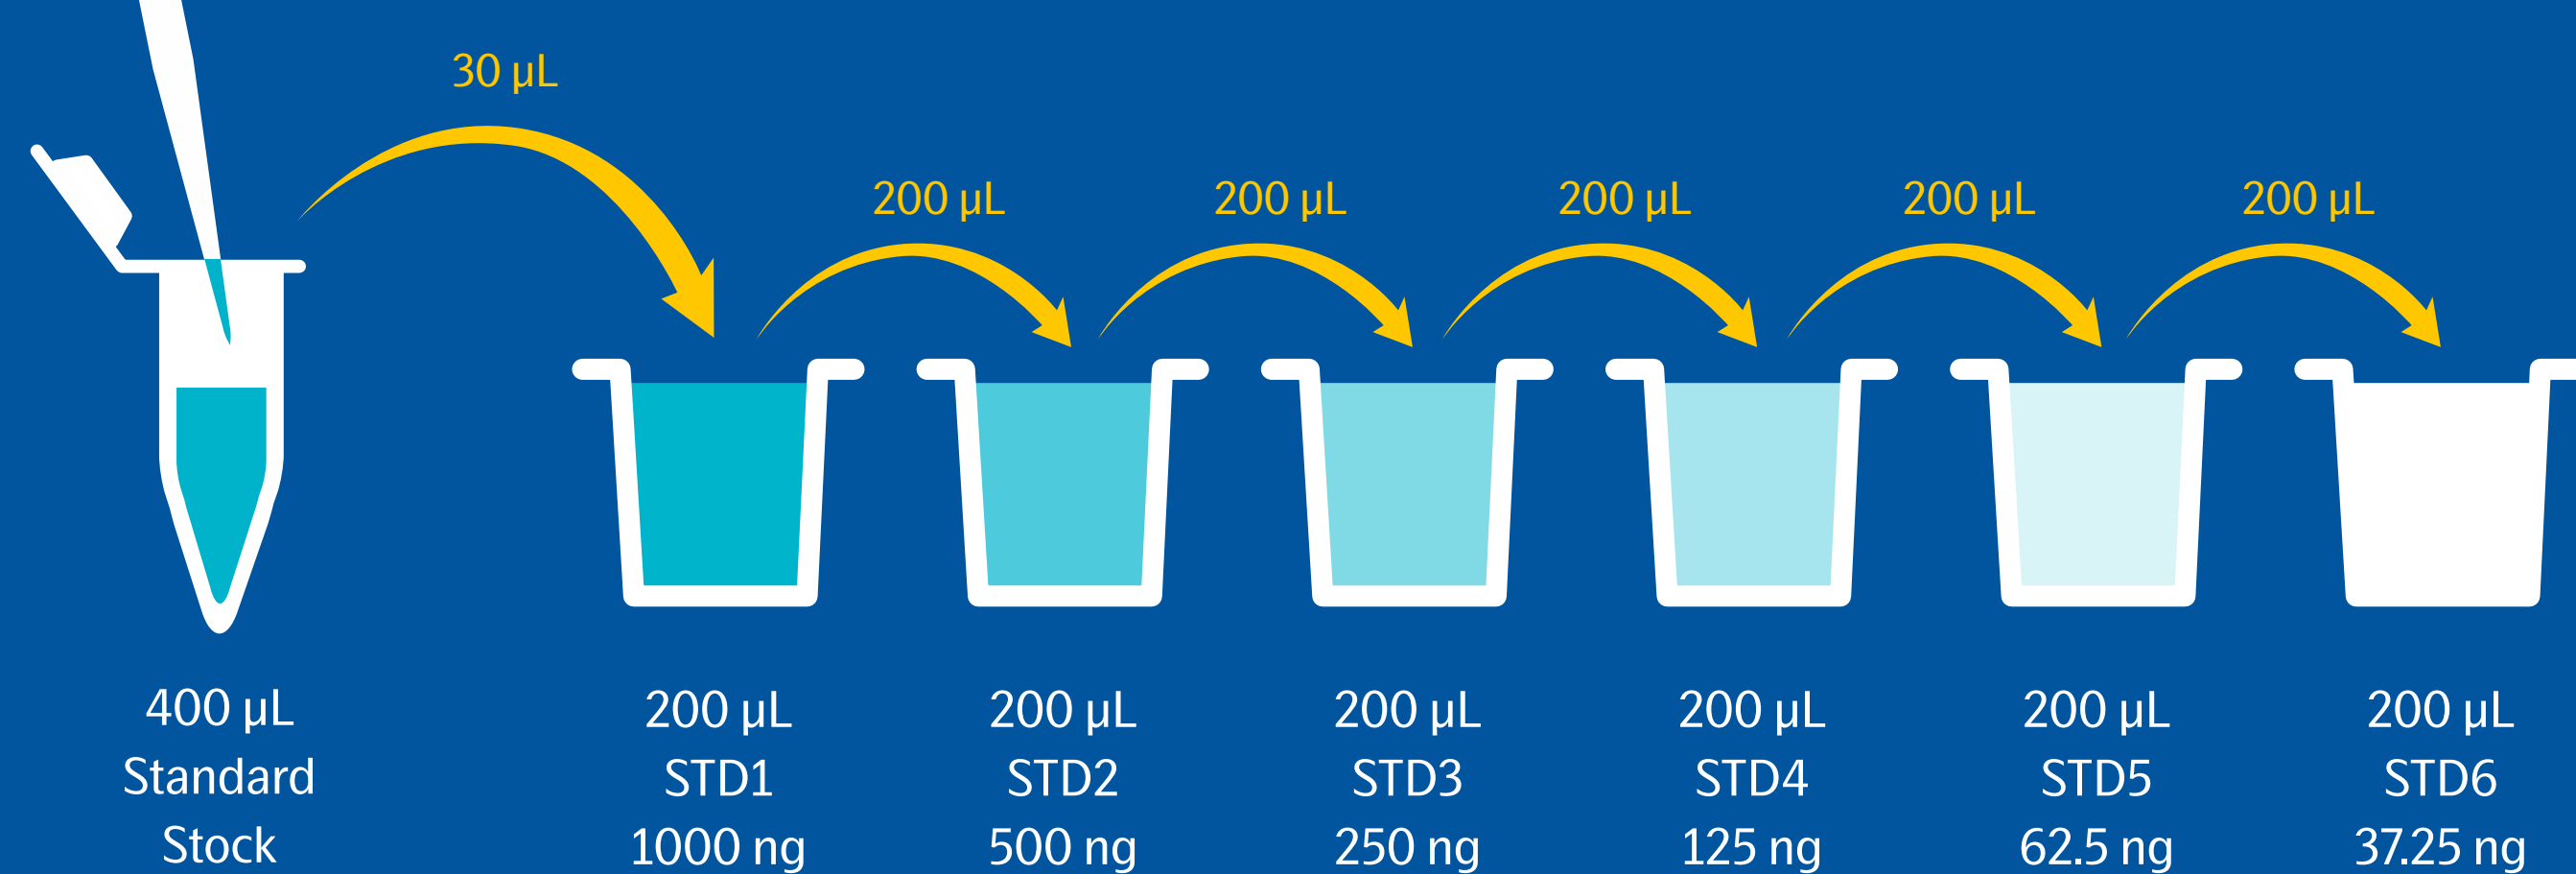 30 µL
200 µL 200 µL 200 µL 200 µL 200 µL
400 µL
Standard
Stock
200 µL
STD1
1000 ng
200 µL
STD2
500 ng
200 µL
STD3
250 ng
200 µL
STD4
125 ng
200 µL
STD5
62.5 ng
200 µL
STD6
37.25 ng